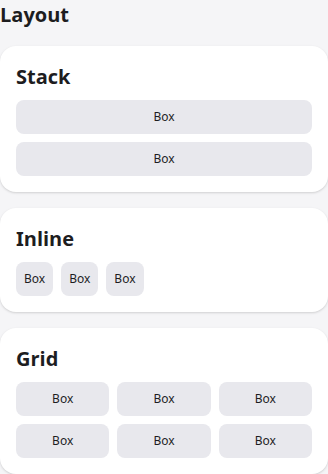 Layout
Stack
Box
Box
Inline
Box Box Box
Grid
Box Box Box
Box Box Box